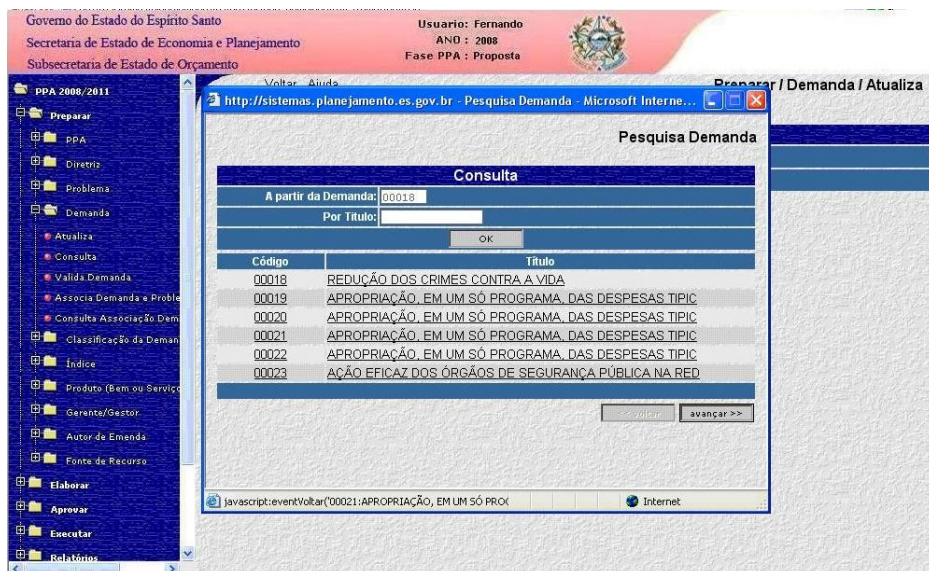 Governo do Estado do Espírito Santo
Secretaria de Estado de Economia e Planejamento
Subsecretaria de Estado de Orçamento
Usuario: Fernando
ANO : 2008
Fase PPA : Proposta
Voltar Ajuda
Preparar / Demanda / Atualiza
PPA 2008/2011
Preparar
PPA
Diretriz
Problema
Demanda
Atualiza
Consulta
Valida Demanda
Associa Demanda e Proble
Consulta Associação Dem
Classificação da Deman
Índice
Produto (Bem ou Serviço
Gerente/Gestor
Autor de Emenda
Fonte de Recurso
Elaborar
Aprovar
Executar
Relatórios
http://sistemas.planejamento.es.gov.br - Pesquisa Demanda - Microsoft Interne...
Pesquisa Demanda
Consulta
A partir da Demanda: 00018
Por Título:
OK
Código Título
00018 REDUÇÃO DOS CRIMES CONTRA A VIDA
00019 APROPRIAÇÃO, EM UM SÓ PROGRAMA, DAS DESPESAS TIPIC
00020 APROPRIAÇÃO, EM UM SÓ PROGRAMA, DAS DESPESAS TIPIC
00021 APROPRIAÇÃO, EM UM SÓ PROGRAMA, DAS DESPESAS TIPIC
00022 APROPRIAÇÃO, EM UM SÓ PROGRAMA, DAS DESPESAS TIPIC
00023 AÇÃO EFICAZ DOS ÓRGÃOS DE SEGURANÇA PÚBLICA NA RED
<< voltar avançar >>
javascript:eventVoltar('00021:APROPRIAÇÃO, EM UM SÓ PRO( Internet